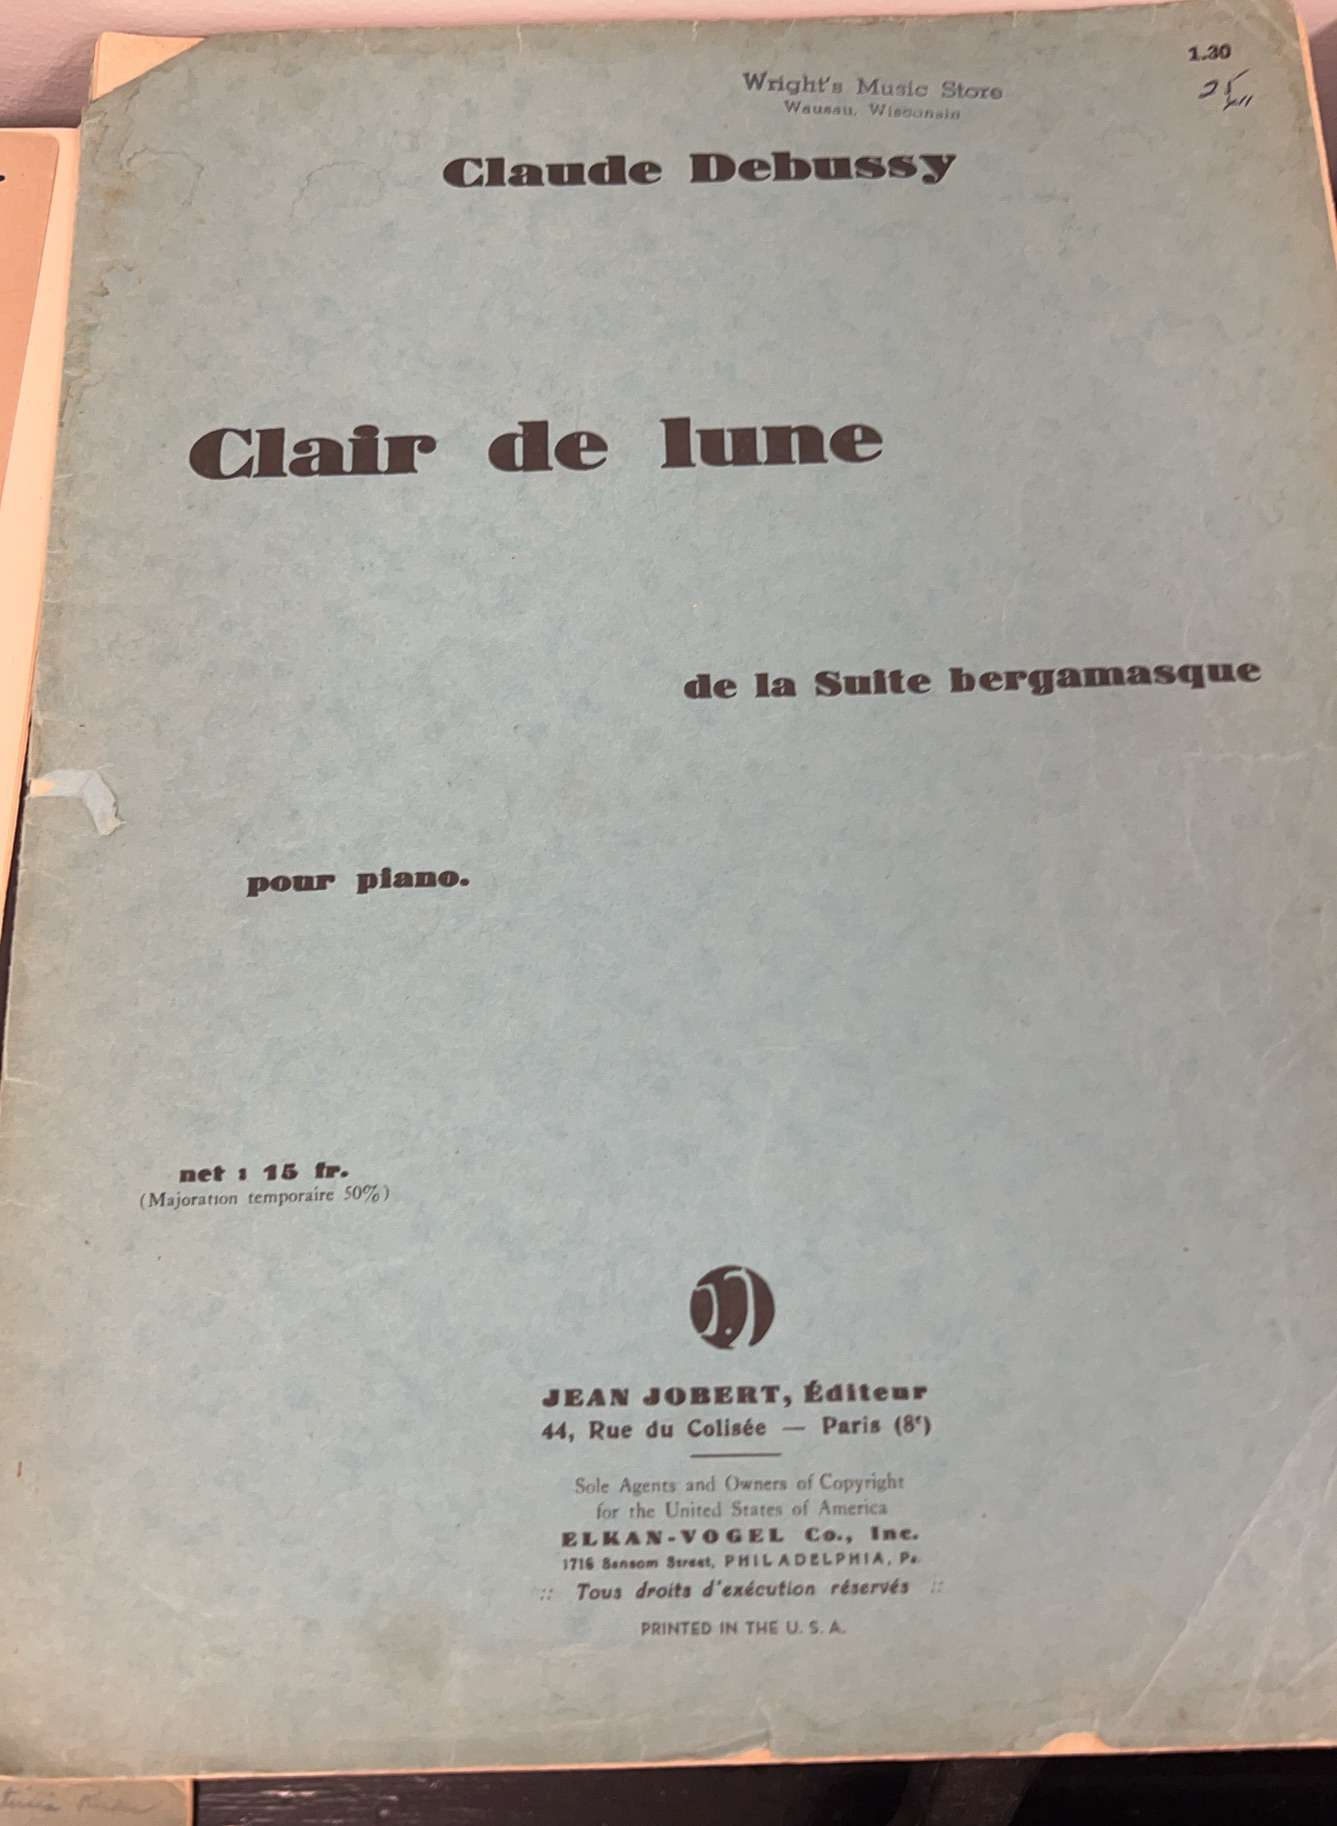 1.30
Wright's Music Store
Wausau, Wisconsin
25
Claude Debussy
Clair de lune
de la Suite bergamasque
pour piano.
net : 15 fr.
(Majoration temporaire 50%)
J.J
JEAN JOBERT, Éditeur
44, Rue du Colisée — Paris (8ᵉ)
Sole Agents and Owners of Copyright
for the United States of America
ELKAN-VOGEL Co., Inc.
1716 Sansom Street, PHILADELPHIA, Pa.
:: Tous droits d'exécution réservés ::
PRINTED IN THE U. S. A.